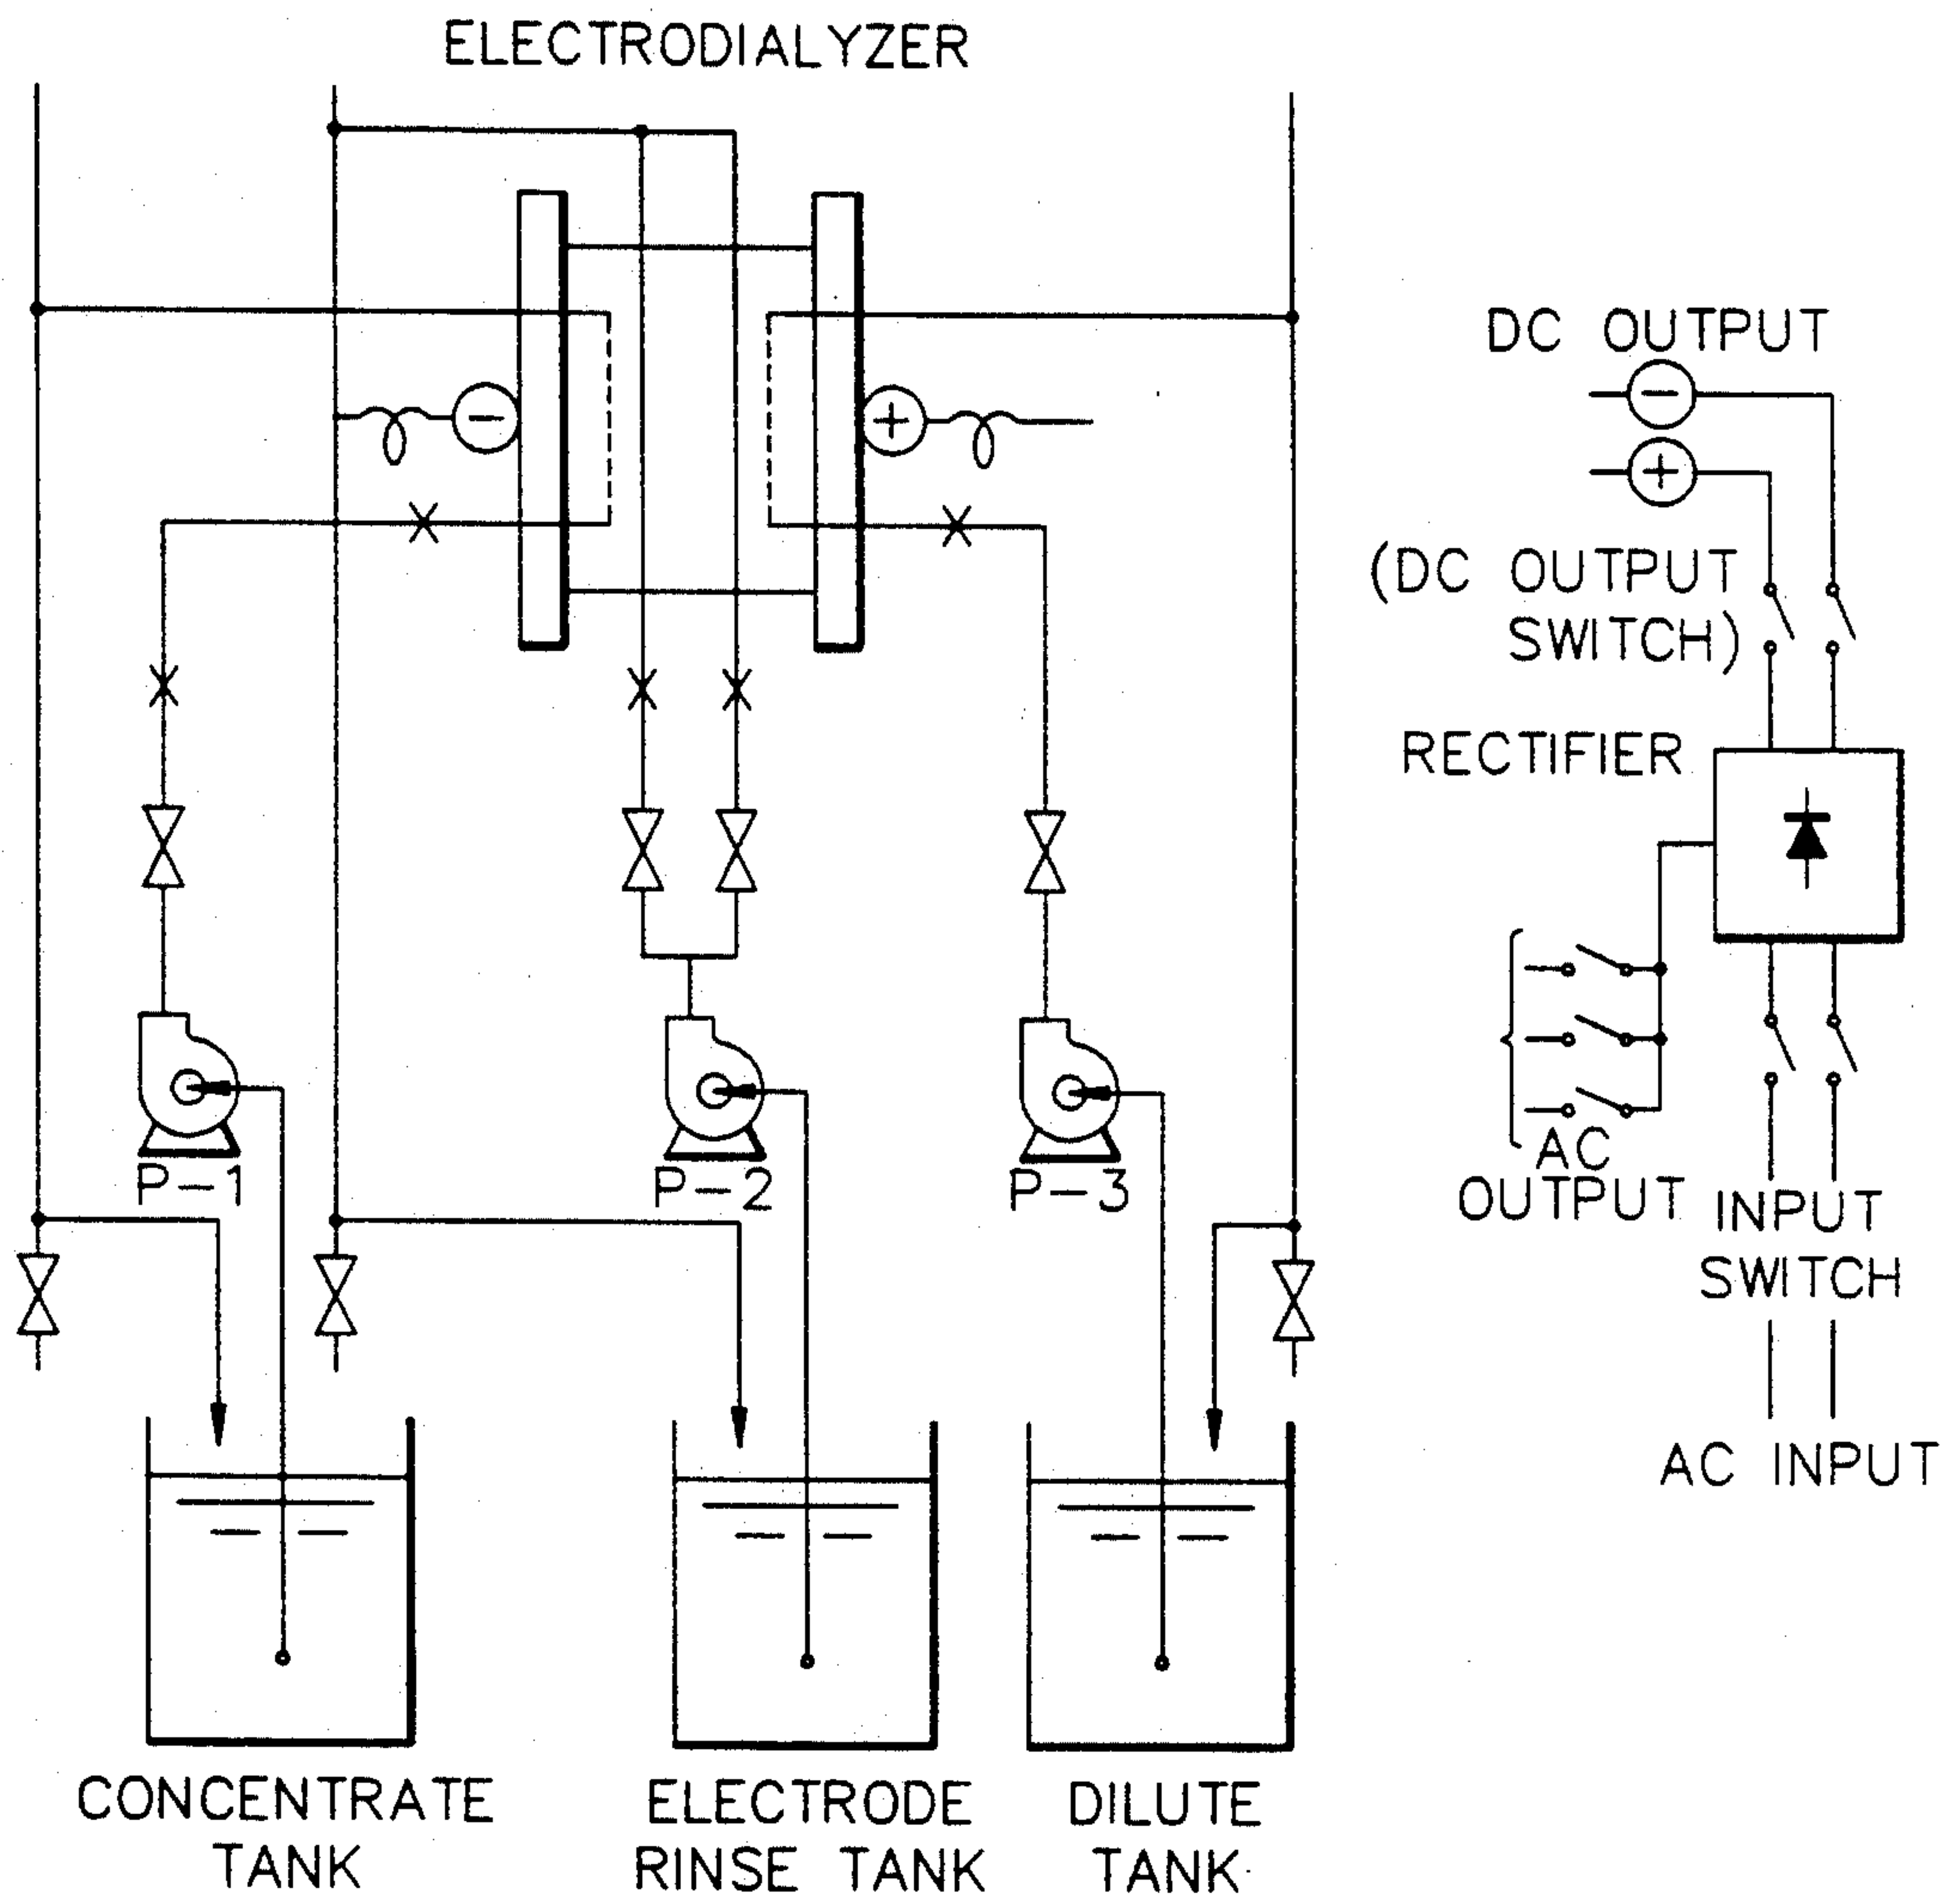 ELECTRODIALYZER
DC OUTPUT
−
+
−
+
(DC OUTPUT
SWITCH)
RECTIFIER
P-1
P-2
P-3
AC
OUTPUT
INPUT
SWITCH
AC INPUT
CONCENTRATE
TANK
ELECTRODE
RINSE TANK
DILUTE
TANK